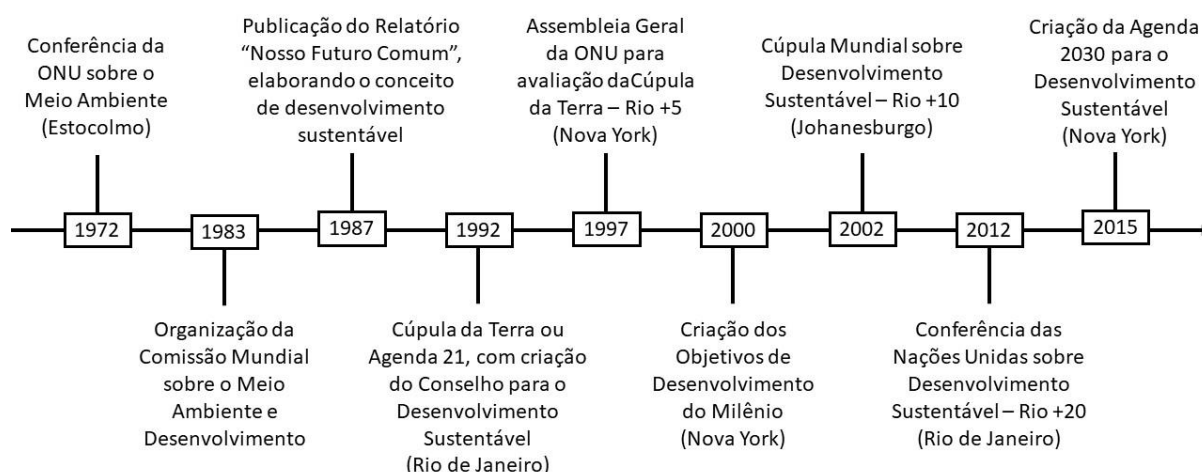 Conferência da
ONU sobre o
Meio Ambiente
(Estocolmo)
Publicação do Relatório
“Nosso Futuro Comum”,
elaborando o conceito
de desenvolvimento
sustentável
Assembleia Geral
da ONU para
avaliação daCúpula
da Terra – Rio +5
(Nova York)
Cúpula Mundial sobre
Desenvolvimento
Sustentável – Rio +10
(Johanesburgo)
Criação da Agenda
2030 para o
Desenvolvimento
Sustentável
(Nova York)
1972
1983
1987
1992
1997
2000
2002
2012
2015
Organização da
Comissão Mundial
sobre o Meio
Ambiente e
Desenvolvimento
Cúpula da Terra ou
Agenda 21, com criação
do Conselho para o
Desenvolvimento
Sustentável
(Rio de Janeiro)
Criação dos
Objetivos de
Desenvolvimento
do Milênio
(Nova York)
Conferência das
Nações Unidas sobre
Desenvolvimento
Sustentável – Rio +20
(Rio de Janeiro)